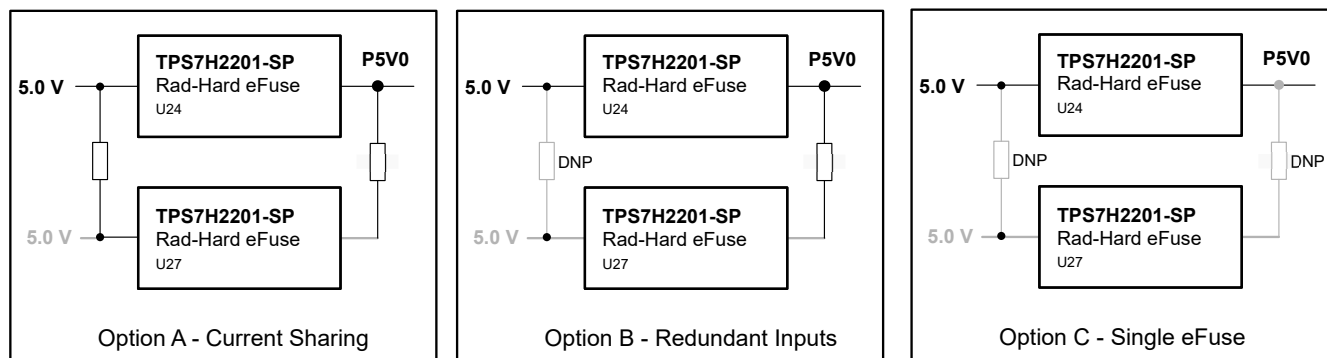 TPS7H2201-SP
Rad-Hard eFuse
U24
P5V0
5.0 V
TPS7H2201-SP
Rad-Hard eFuse
U27
5.0 V
Option A - Current Sharing
TPS7H2201-SP
Rad-Hard eFuse
U24
P5V0
5.0 V
DNP
TPS7H2201-SP
Rad-Hard eFuse
U27
5.0 V
Option B - Redundant Inputs
TPS7H2201-SP
Rad-Hard eFuse
U24
P5V0
5.0 V
DNP
DNP
TPS7H2201-SP
Rad-Hard eFuse
U27
5.0 V
Option C - Single eFuse